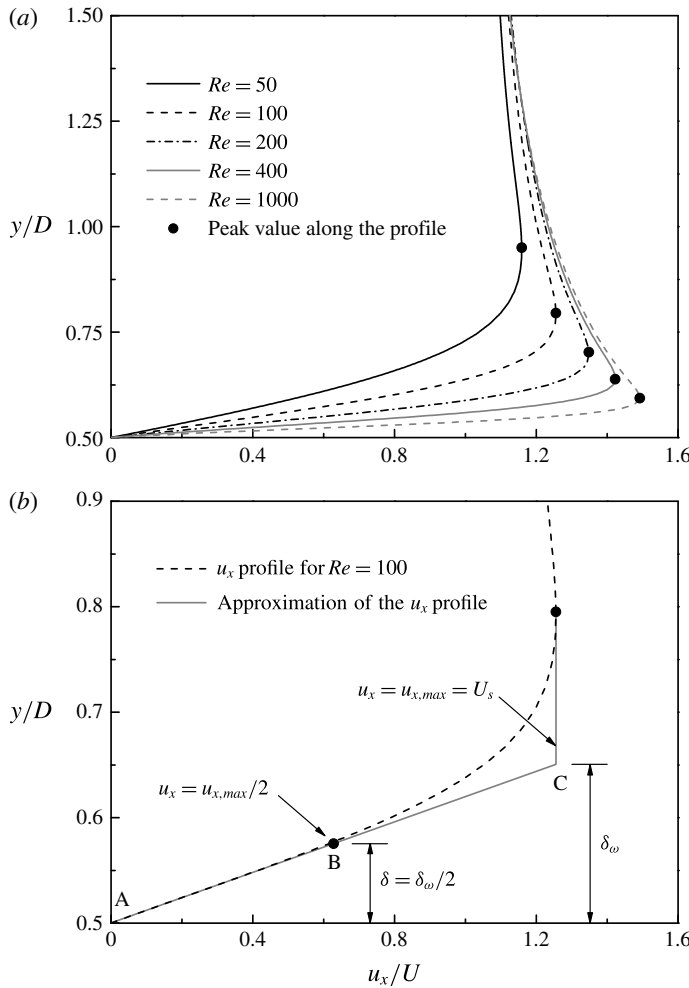 (a)
1.50
1.25
1.00
0.75
0.50
y/D
Re = 50
Re = 100
Re = 200
Re = 400
Re = 1000
Peak value along the profile
0 0.4 0.8 1.2 1.6
(b)
0.9
0.8
0.7
0.6
0.5
y/D
u_x profile for Re = 100
Approximation of the u_x profile
u_x = u_{x,max} = U_s
u_x = u_{x,max}/2
C
B
A
δ = δ_ω/2
δ_ω
0 0.4 0.8 1.2 1.6
u_x/U